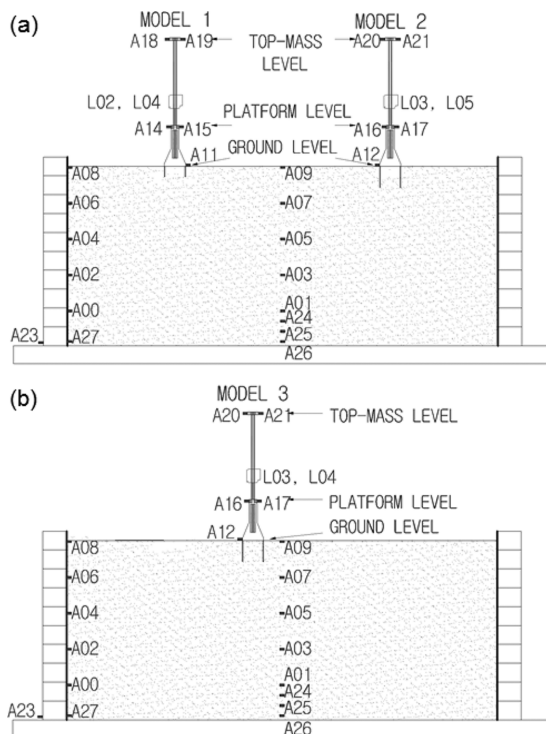 (a)
MODEL 1 MODEL 2
A18 A19 TOP-MASS LEVEL A20 A21
L02, L04 L03, L05
A14 A15 PLATFORM LEVEL A16 A17
A11 GROUND LEVEL A12
A08 A09
A06 A07
A04 A05
A02 A03
A00 A01
A24
A23 A27 A25
A26
(b)
MODEL 3
A20 A21 TOP-MASS LEVEL
L03, L04
A16 A17 PLATFORM LEVEL
A12 GROUND LEVEL
A08 A09
A06 A07
A04 A05
A02 A03
A00 A01
A24
A23 A27 A25
A26